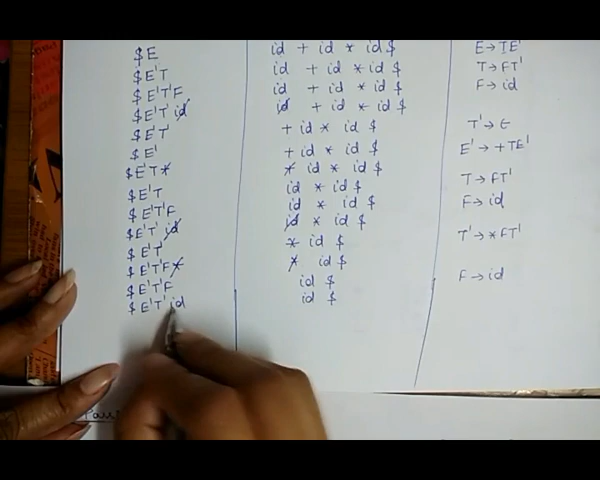 $ E id + id * id $ E → TE'
$ E'T id + id * id $ T → FT'
$ E'T'F id + id * id $ F → id
$ E'T' id id + id * id $
$ E'T' + id * id $ T' → ε
$ E' + id * id $ E' → +TE'
$ E'T* * id * id $
$ E'T id * id $ T → FT'
$ E'T'F id * id $ F → id
$ E'T' id id * id $
$ E'T' * id $ T' → *FT'
$ E'T'F* * id $
$ E'T'F id $ F → id
$ E'T' id id $